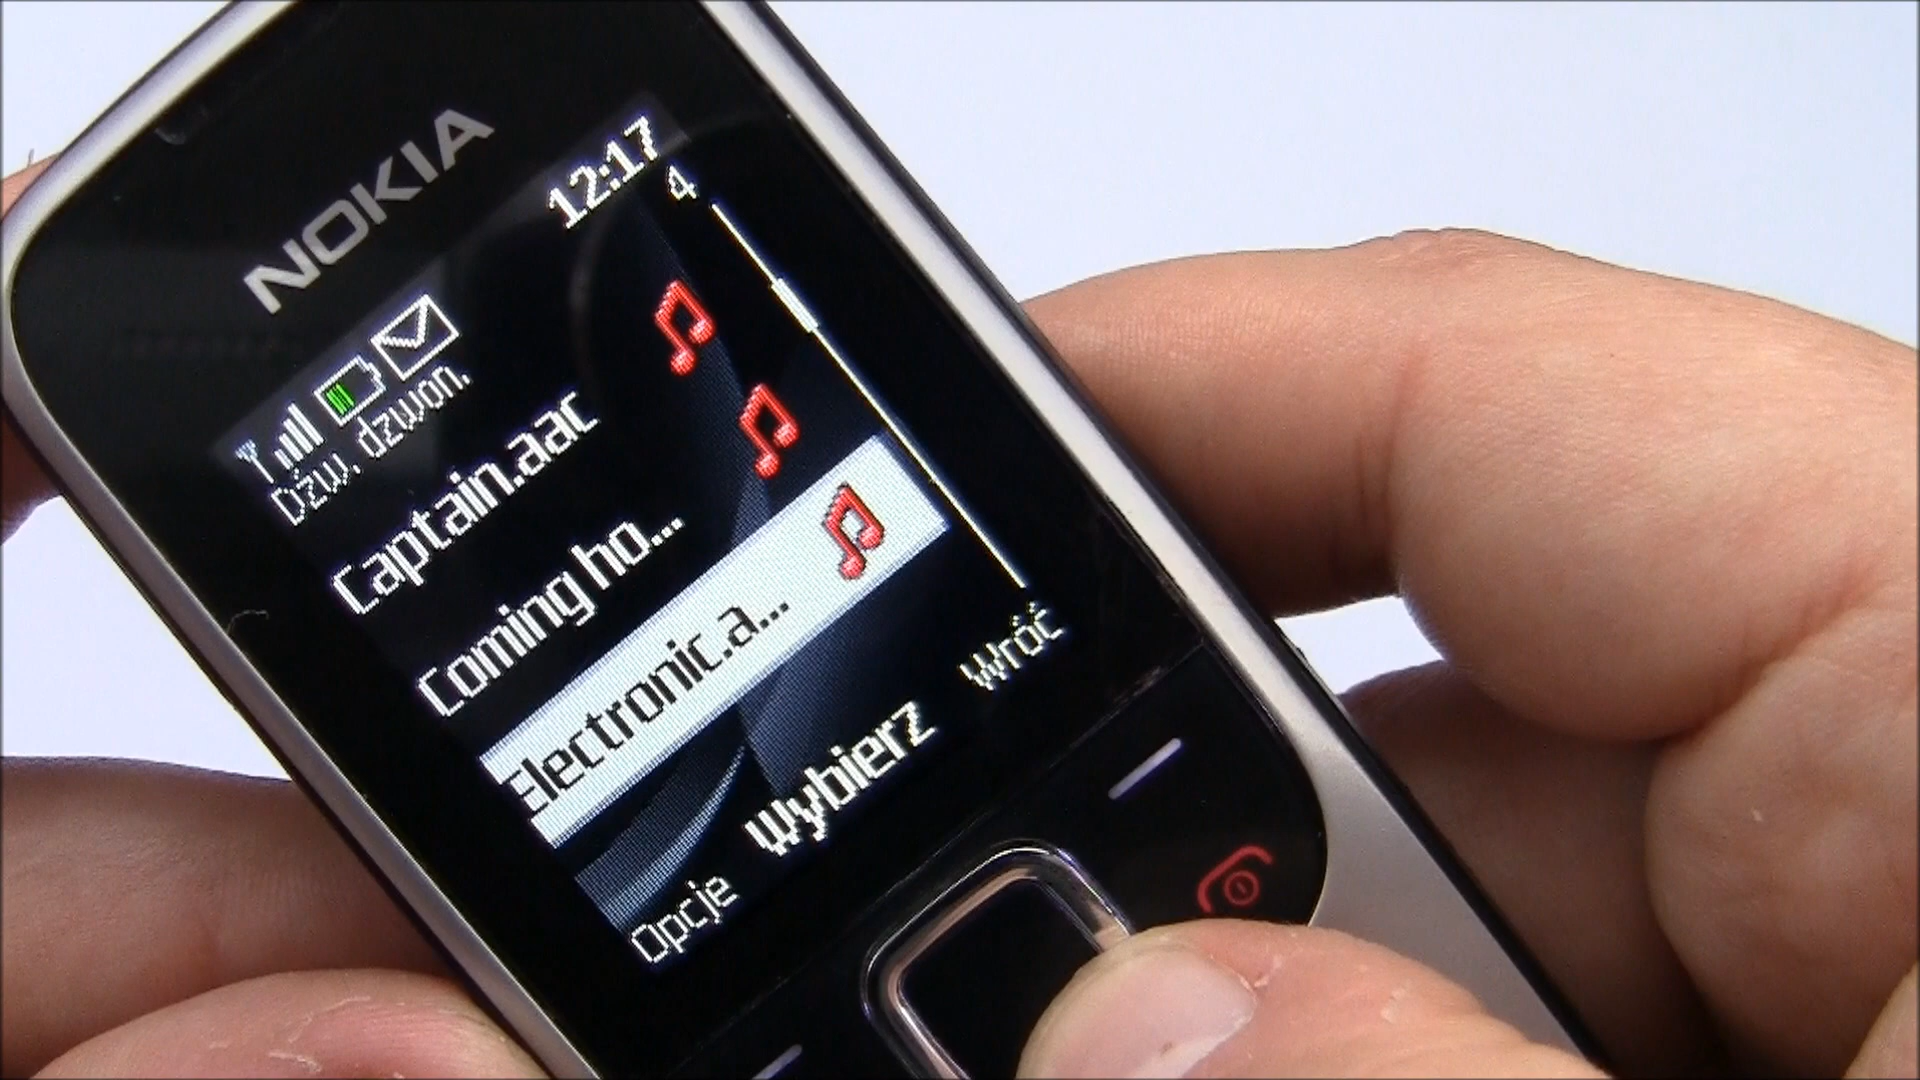 NOKIA
12:17
Dźw. dzwon.
4
Captain.aac
Coming ho...
Electronic.a...
Opcje
Wybierz
Wróć